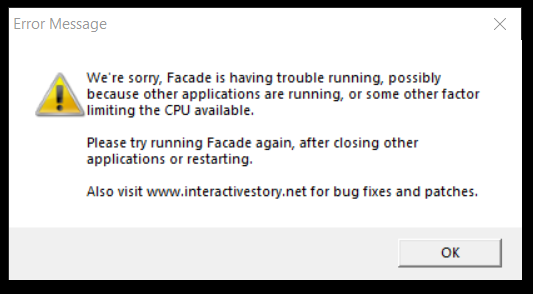 Error Message
We're sorry, Facade is having trouble running, possibly
because other applications are running, or some other factor
limiting the CPU available.
Please try running Facade again, after closing other
applications or restarting.
Also visit www.interactivestory.net for bug fixes and patches.
OK